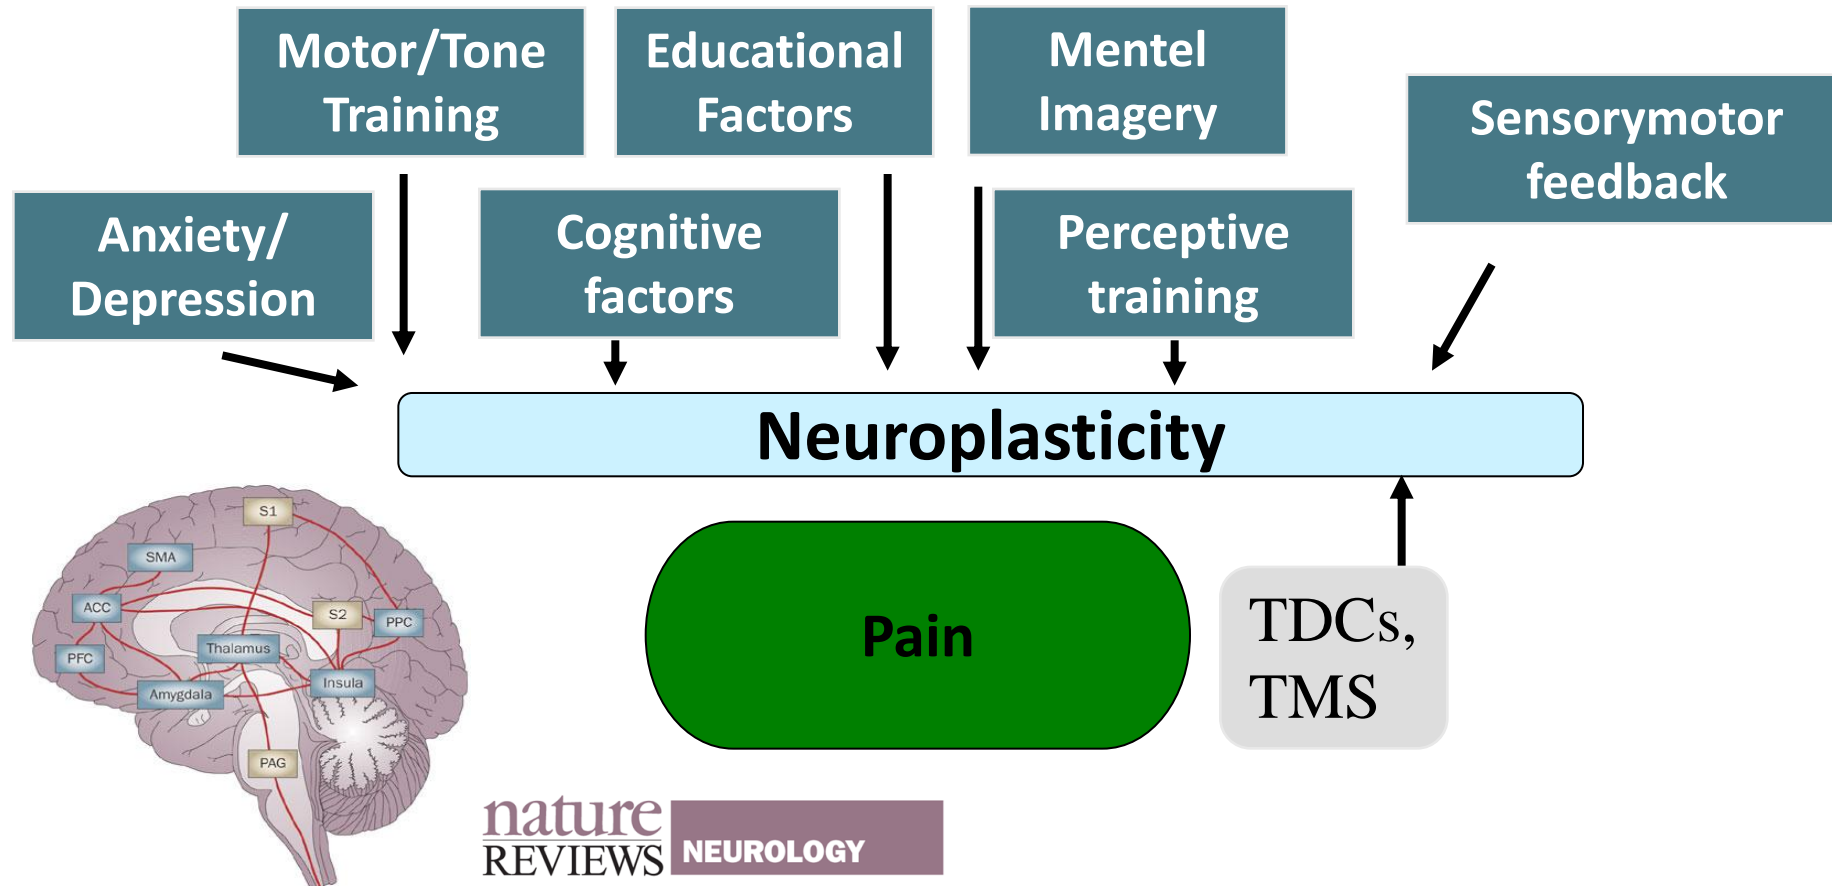 Motor/Tone
Training
Educational
Factors
Mentel
Imagery
Sensorymotor
feedback
Anxiety/
Depression
Cognitive
factors
Perceptive
training
Neuroplasticity
Pain
TDCs,
TMS
S1
SMA
ACC
S2
PPC
Thalamus
PFC
Insula
Amygdala
PAG
nature
REVIEWS
NEUROLOGY